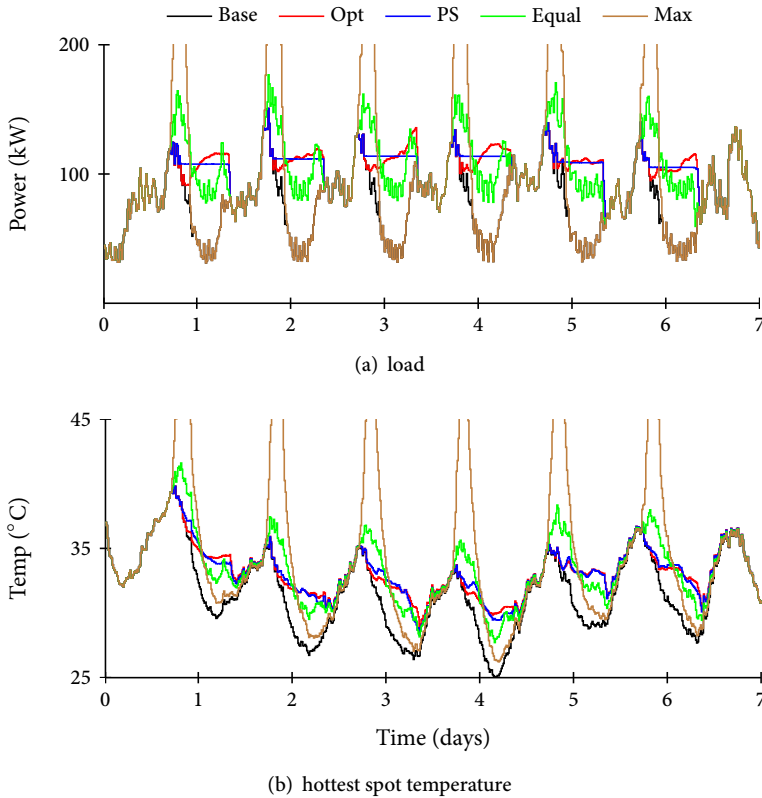 Base Opt PS Equal Max
200
100
Power (kW)
0 1 2 3 4 5 6 7
(a) load
45
35
25
Temp (°C)
0 1 2 3 4 5 6 7
Time (days)
(b) hottest spot temperature